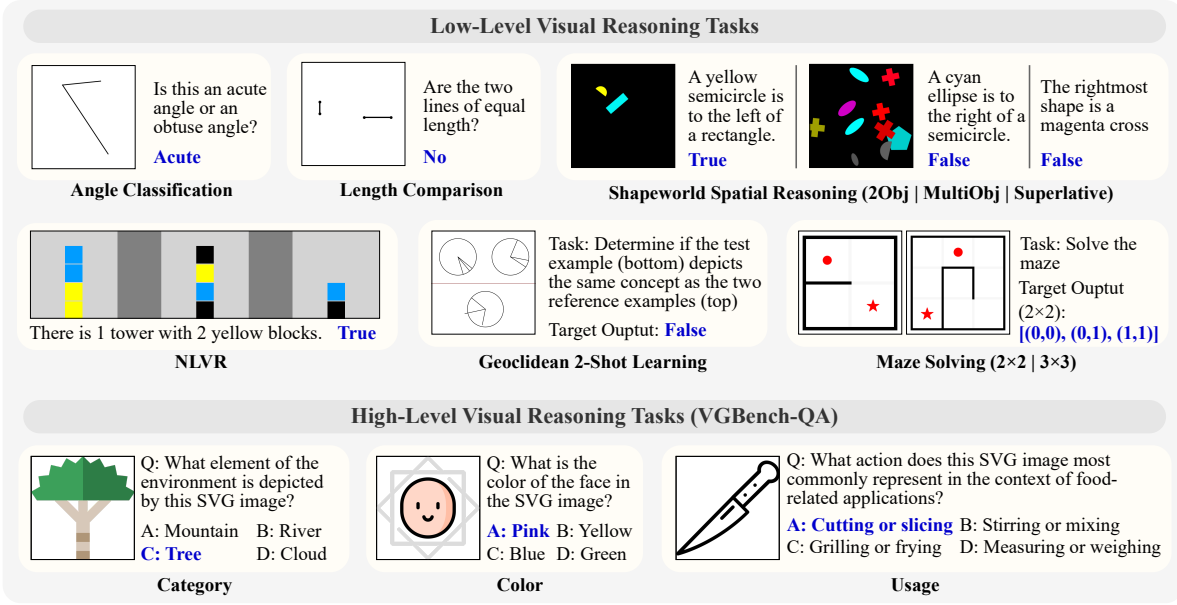 Low-Level Visual Reasoning Tasks
Is this an acute
angle or an
obtuse angle?
Acute
Angle Classification
Are the two
lines of equal
length?
No
Length Comparison
A yellow
semicircle is
to the left of
a rectangle.
True
A cyan
ellipse is to
the right of a
semicircle.
False
The rightmost
shape is a
magenta cross
False
Shapeworld Spatial Reasoning (2Obj | MultiObj | Superlative)
There is 1 tower with 2 yellow blocks. True
NLVR
Task: Determine if the test
example (bottom) depicts
the same concept as the two
reference examples (top)
Target Ouptut: False
Geoclidean 2-Shot Learning
Task: Solve the
maze
Target Ouptut
(2×2):
[(0,0), (0,1), (1,1)]
Maze Solving (2×2 | 3×3)
High-Level Visual Reasoning Tasks (VGBench-QA)
Q: What element of the
environment is depicted
by this SVG image?
A: Mountain B: River
C: Tree D: Cloud
Category
Q: What is the
color of the face in
the SVG image?
A: Pink B: Yellow
C: Blue D: Green
Color
Q: What action does this SVG image most
commonly represent in the context of food-
related applications?
A: Cutting or slicing B: Stirring or mixing
C: Grilling or frying D: Measuring or weighing
Usage